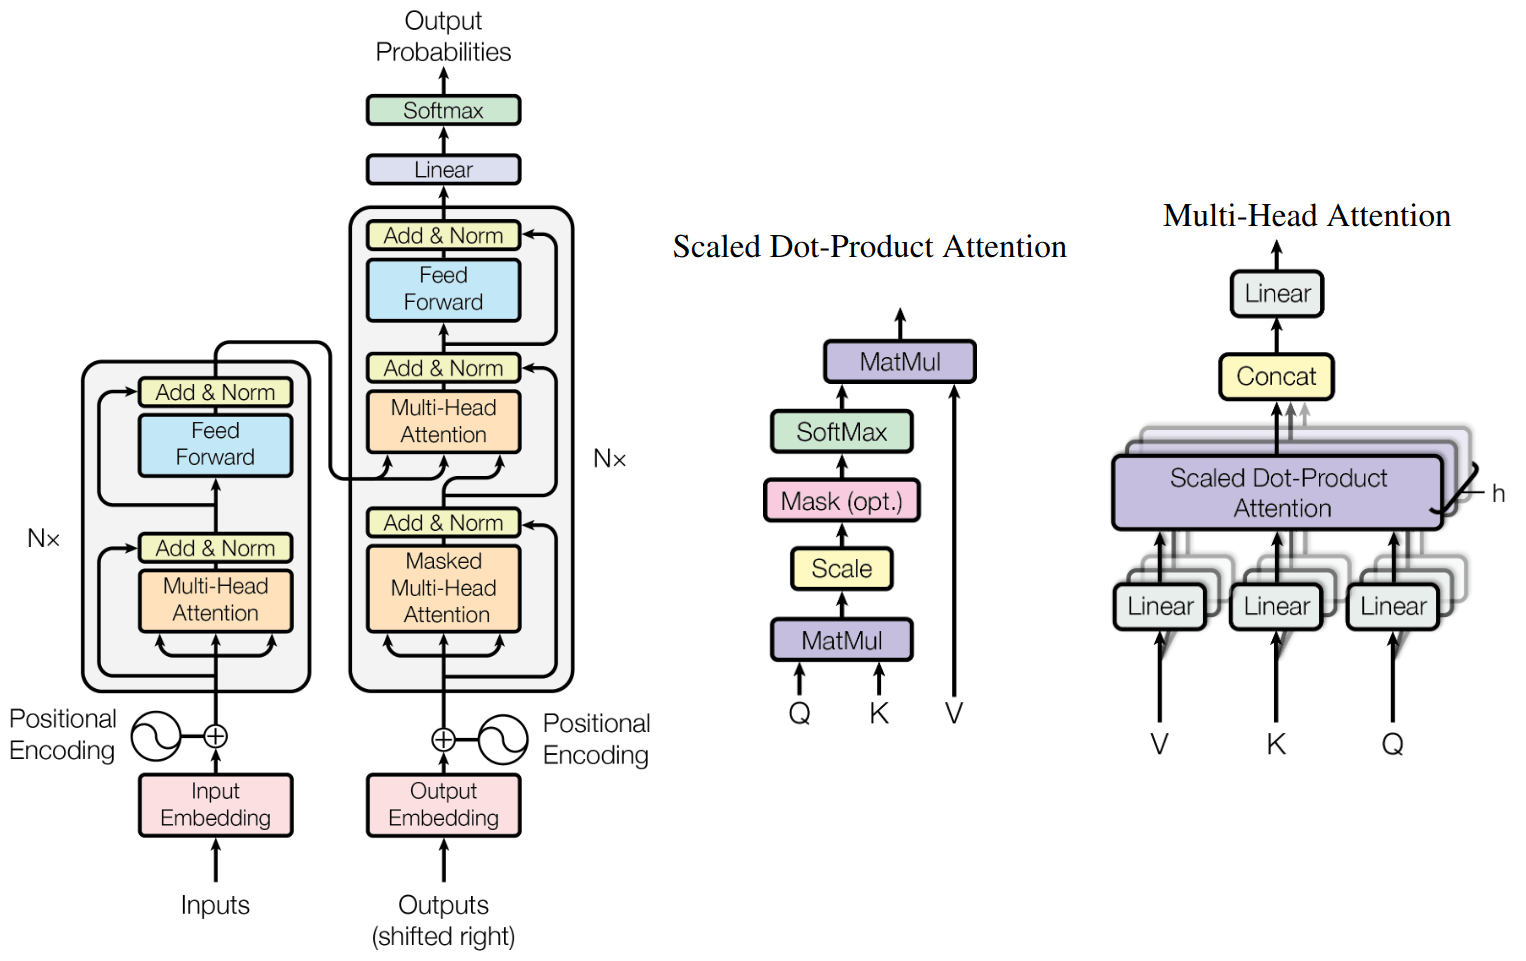 Output
Probabilities
Softmax
Linear
Add & Norm
Feed
Forward
Add & Norm
Multi-Head
Attention
Nx
Add & Norm
Masked
Multi-Head
Attention
Add & Norm
Feed
Forward
Nx
Add & Norm
Multi-Head
Attention
Positional
Encoding
Positional
Encoding
Input
Embedding
Output
Embedding
Inputs
Outputs
(shifted right)
Scaled Dot-Product Attention
MatMul
SoftMax
Mask (opt.)
Scale
MatMul
Q K V
Multi-Head Attention
Linear
Concat
Scaled Dot-Product
Attention
h
Linear Linear Linear
V K Q